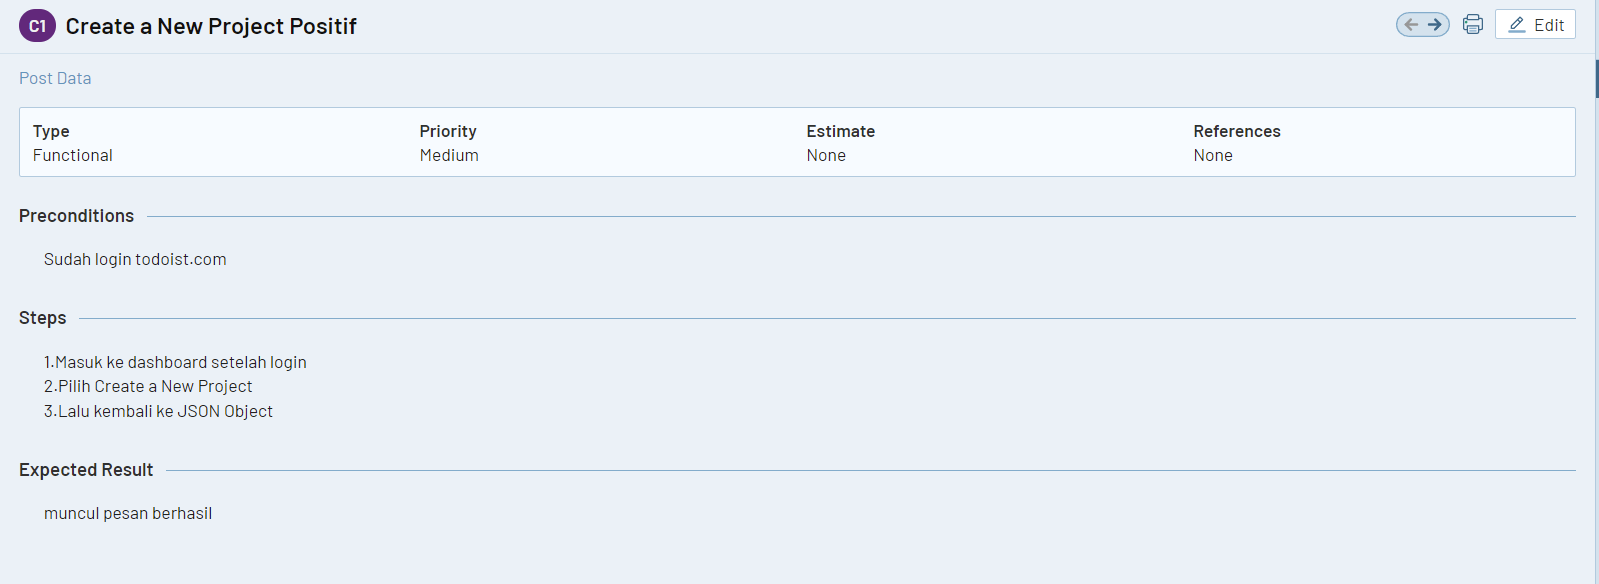 C1 Create a New Project Positif
Edit
Post Data
Type Priority Estimate References
Functional Medium None None
Preconditions
Sudah login todoist.com
Steps
1.Masuk ke dashboard setelah login
2.Pilih Create a New Project
3.Lalu kembali ke JSON Object
Expected Result
muncul pesan berhasil